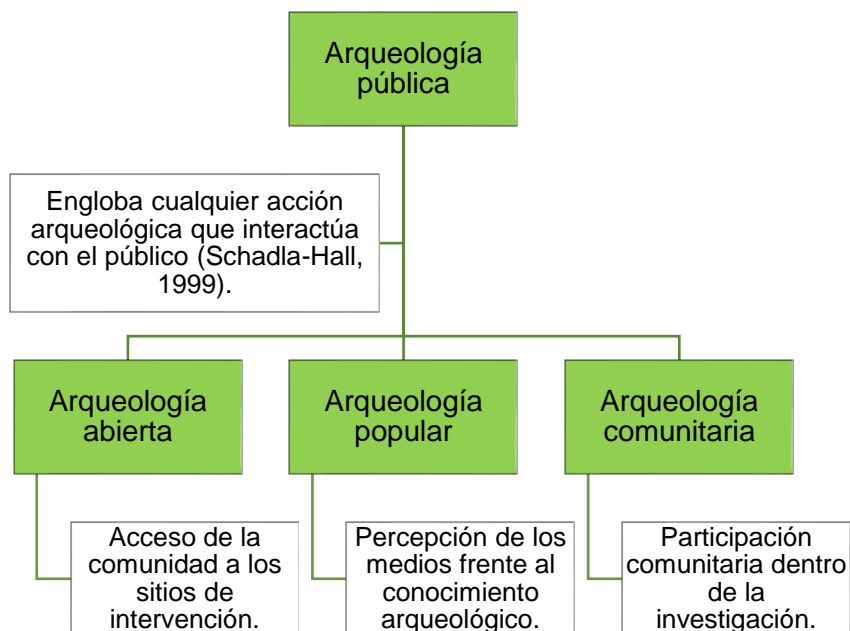 Arqueología
pública
Engloba cualquier acción
arqueológica que interactúa
con el público (Schadla-Hall,
1999).
Arqueología
abierta
Arqueología
popular
Arqueología
comunitaria
Acceso de la
comunidad a los
sitios de
intervención.
Percepción de los
medios frente al
conocimiento
arqueológico.
Participación
comunitaria dentro
de la
investigación.